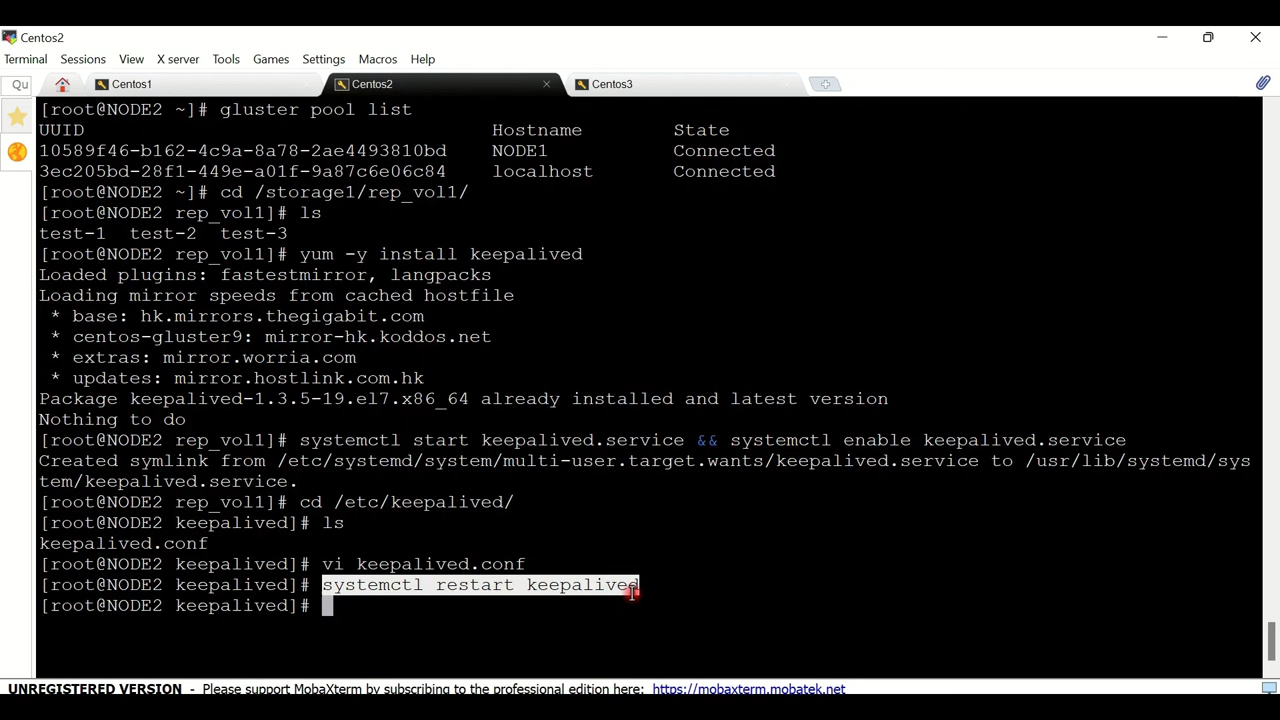 Centos2
Terminal Sessions View X server Tools Games Settings Macros Help
Qu Centos1 Centos2 Centos3
[root@NODE2 ~]# gluster pool list
UUID Hostname State
10589f46-b162-4c9a-8a78-2ae4493810bd NODE1 Connected
3ec205bd-28f1-449e-a01f-9a87c6e06c84 localhost Connected
[root@NODE2 ~]# cd /storage1/rep_vol1/
[root@NODE2 rep_vol1]# ls
test-1 test-2 test-3
[root@NODE2 rep_vol1]# yum -y install keepalived
Loaded plugins: fastestmirror, langpacks
Loading mirror speeds from cached hostfile
* base: hk.mirrors.thegigabit.com
* centos-gluster9: mirror-hk.koddos.net
* extras: mirror.worria.com
* updates: mirror.hostlink.com.hk
Package keepalived-1.3.5-19.el7.x86_64 already installed and latest version
Nothing to do
[root@NODE2 rep_vol1]# systemctl start keepalived.service && systemctl enable keepalived.service
Created symlink from /etc/systemd/system/multi-user.target.wants/keepalived.service to /usr/lib/systemd/sys
tem/keepalived.service.
[root@NODE2 rep_vol1]# cd /etc/keepalived/
[root@NODE2 keepalived]# ls
keepalived.conf
[root@NODE2 keepalived]# vi keepalived.conf
[root@NODE2 keepalived]# systemctl restart keepalived
[root@NODE2 keepalived]#
UNREGISTERED VERSION - Please support MobaXterm by subscribing to the professional edition here: https://mobaxterm.mobatek.net